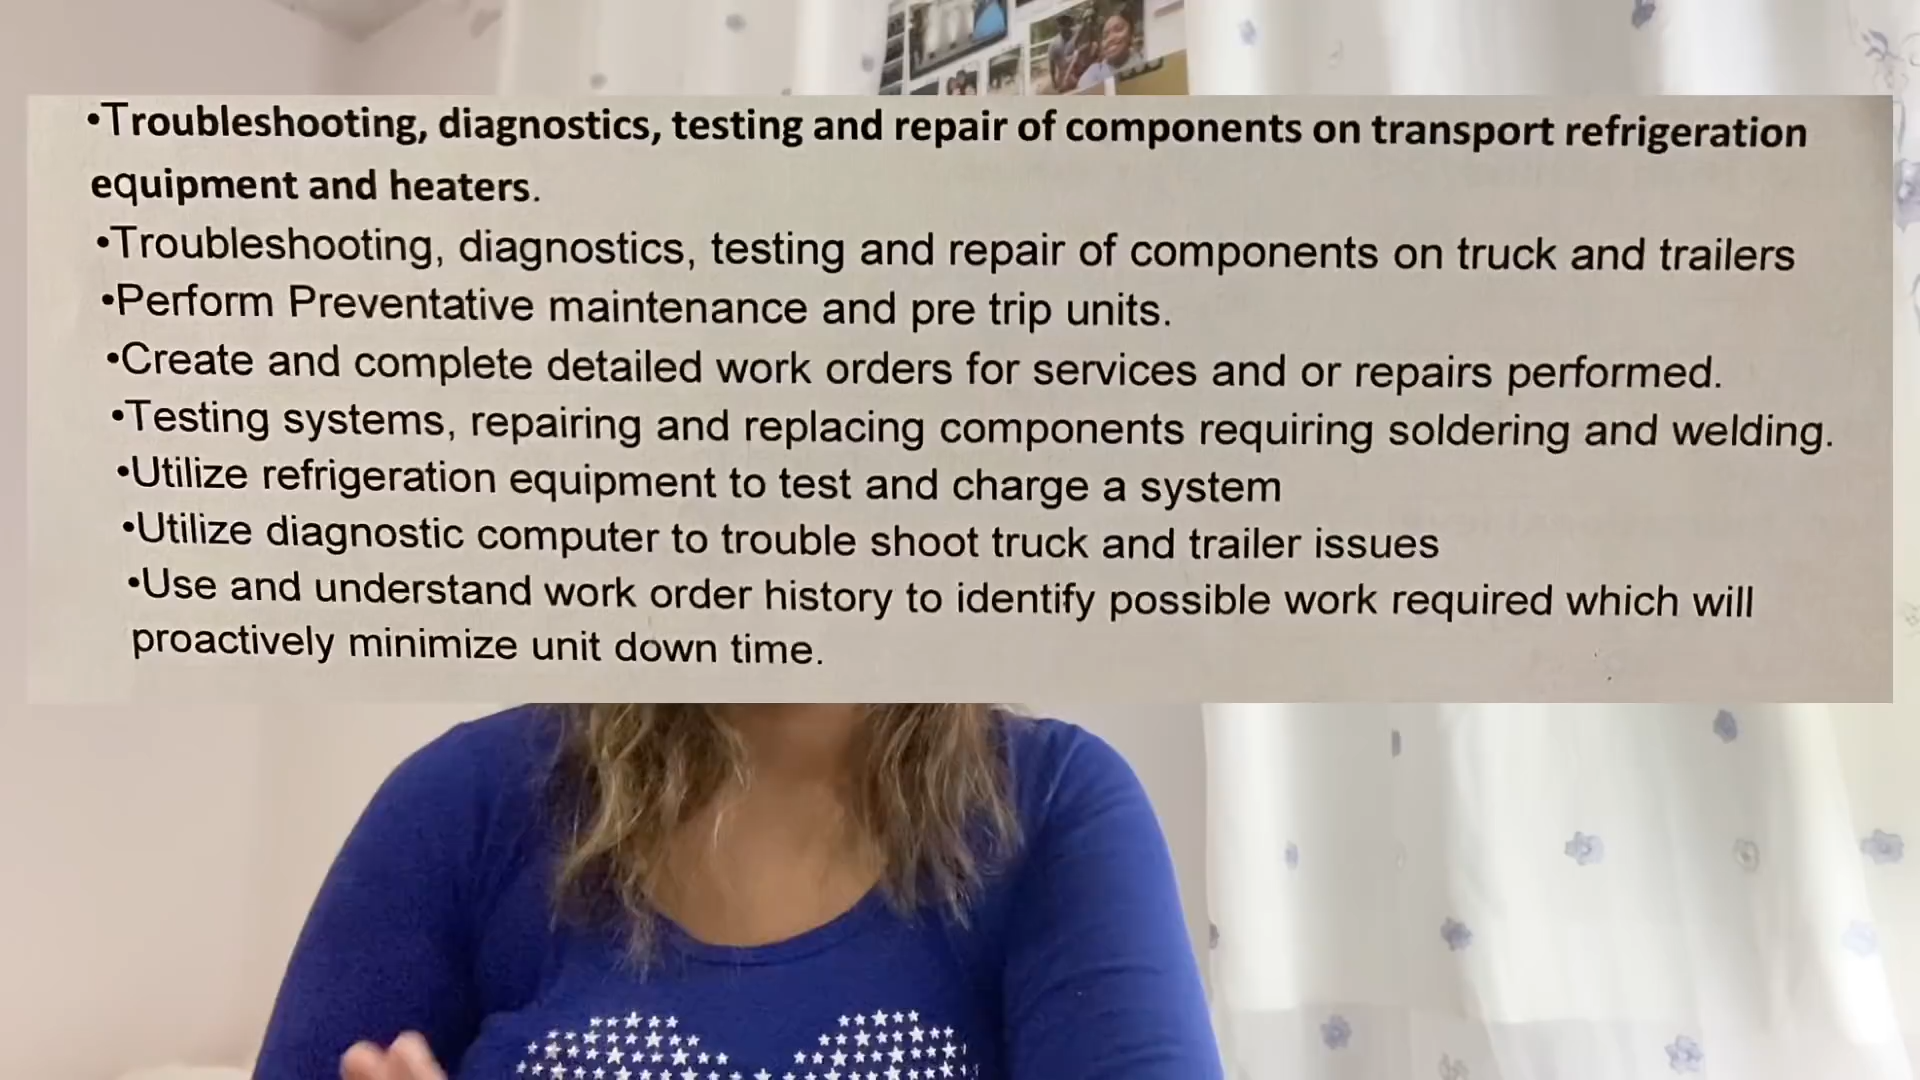 •Troubleshooting, diagnostics, testing and repair of components on transport refrigeration
equipment and heaters.
•Troubleshooting, diagnostics, testing and repair of components on truck and trailers
•Perform Preventative maintenance and pre trip units.
•Create and complete detailed work orders for services and or repairs performed.
•Testing systems, repairing and replacing components requiring soldering and welding.
•Utilize refrigeration equipment to test and charge a system
•Utilize diagnostic computer to trouble shoot truck and trailer issues
•Use and understand work order history to identify possible work required which will
proactively minimize unit down time.